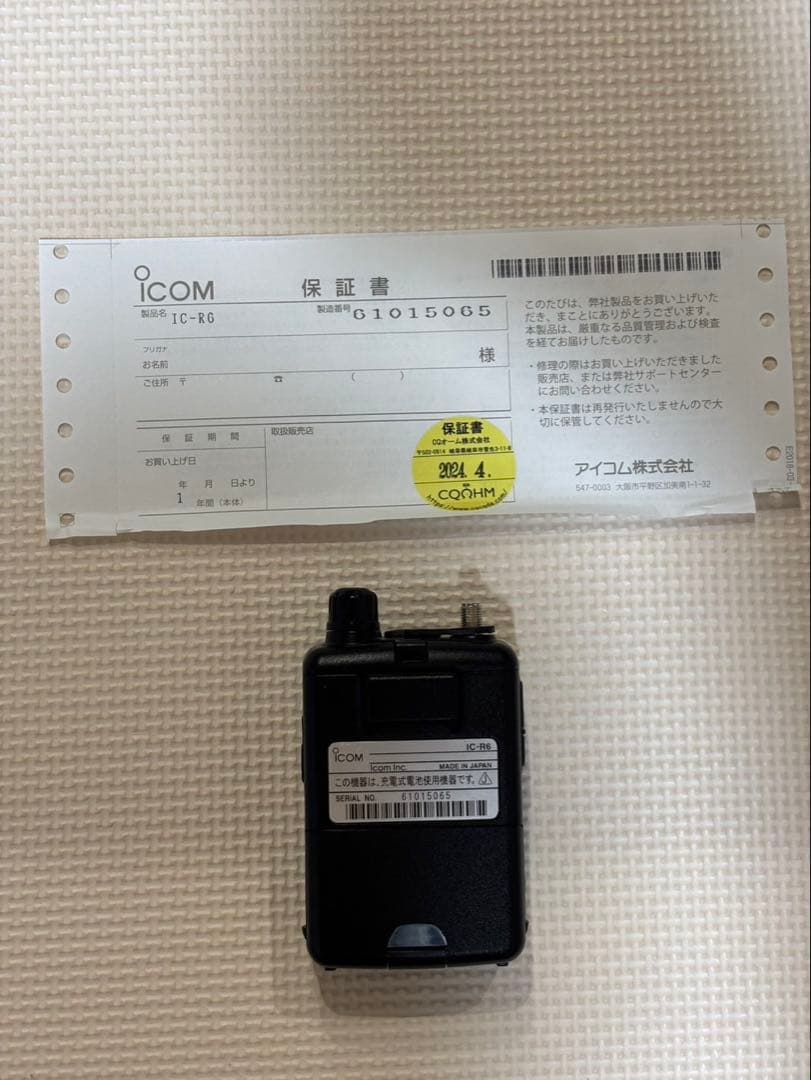 ICOM 保証書
製品名 IC-R6
製造番号 61015065
フリガナ
お名前 様
ご住所 〒 ☎ ( )
保証期間
お買い上げ日
年 月 日より
1 年間 (本体)
取扱販売店
保証書
CQオーム株式会社
2024. 4.
CQOHM
このたびは、弊社製品をお買い上げいた
だき、まことにありがとうございます。
本製品は、厳重なる品質管理および検査
を経てお届けしたものです。
・修理の際はお買い上げいただきました
販売店、または弊社サポートセンター
にお問い合わせください。
・本保証書は再発行いたしませんので大
切に保管してください。
アイコム株式会社
547-0003 大阪市平野区加美南1-1-32
ICOM IC-R6
Icom Inc. MADE IN JAPAN
この機器は、充電式電池使用機器です。
SERIAL NO. 61015065